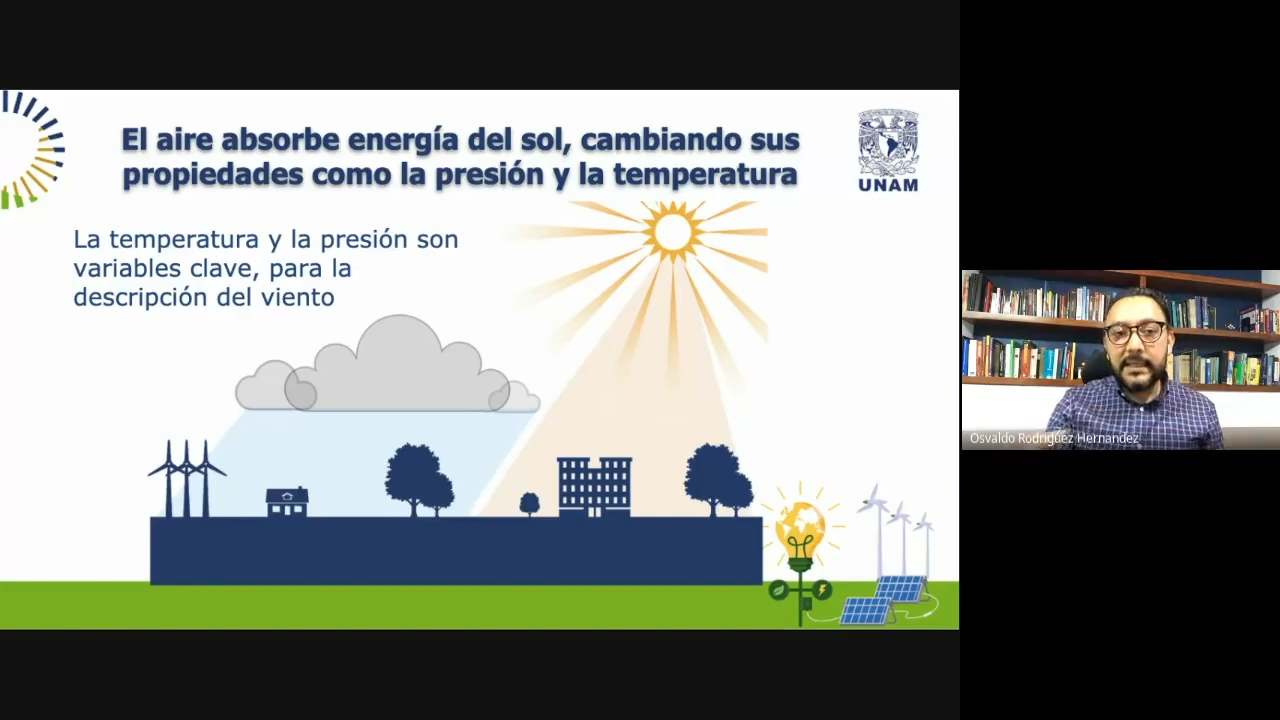 El aire absorbe energía del sol, cambiando sus
propiedades como la presión y la temperatura
UNAM
La temperatura y la presión son
variables clave, para la
descripción del viento
Osvaldo Rodriguez Hernandez